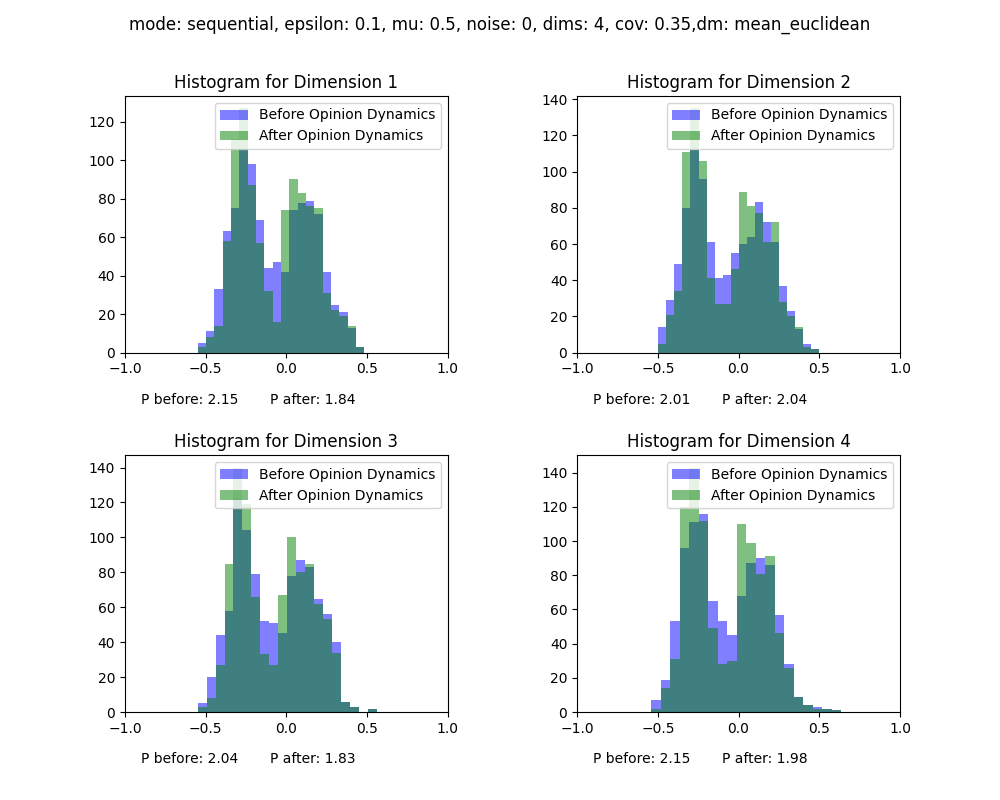 mode: sequential, epsilon: 0.1, mu: 0.5, noise: 0, dims: 4, cov: 0.35,dm: mean_euclidean
Histogram for Dimension 1
Before Opinion Dynamics
After Opinion Dynamics
120
100
80
60
40
20
0
−1.0 −0.5 0.0 0.5 1.0
P before: 2.15 P after: 1.84
Histogram for Dimension 2
Before Opinion Dynamics
After Opinion Dynamics
140
120
100
80
60
40
20
0
−1.0 −0.5 0.0 0.5 1.0
P before: 2.01 P after: 2.04
Histogram for Dimension 3
Before Opinion Dynamics
After Opinion Dynamics
140
120
100
80
60
40
20
0
−1.0 −0.5 0.0 0.5 1.0
P before: 2.04 P after: 1.83
Histogram for Dimension 4
Before Opinion Dynamics
After Opinion Dynamics
140
120
100
80
60
40
20
0
−1.0 −0.5 0.0 0.5 1.0
P before: 2.15 P after: 1.98